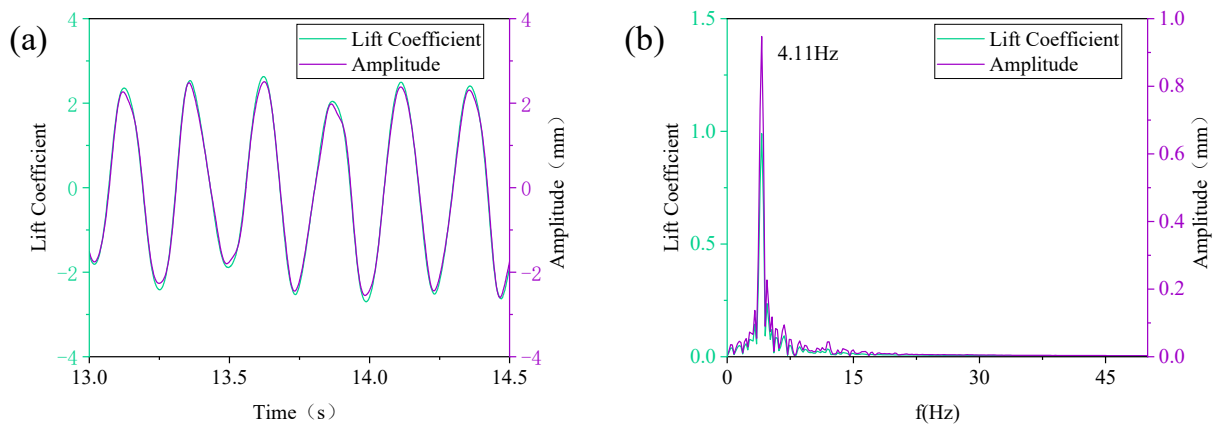 (a)
Lift Coefficient
Amplitude
4
2
0
−2
−4
4
2
0
−2
−4
Lift Coefficient
Amplitude（mm）
13.0 13.5 14.0 14.5
Time（s）
(b)
4.11Hz
Lift Coefficient
Amplitude
1.5
1.0
0.5
0.0
1.0
0.8
0.6
0.4
0.2
0.0
Lift Coefficient
Amplitude（mm）
0 15 30 45
f(Hz)